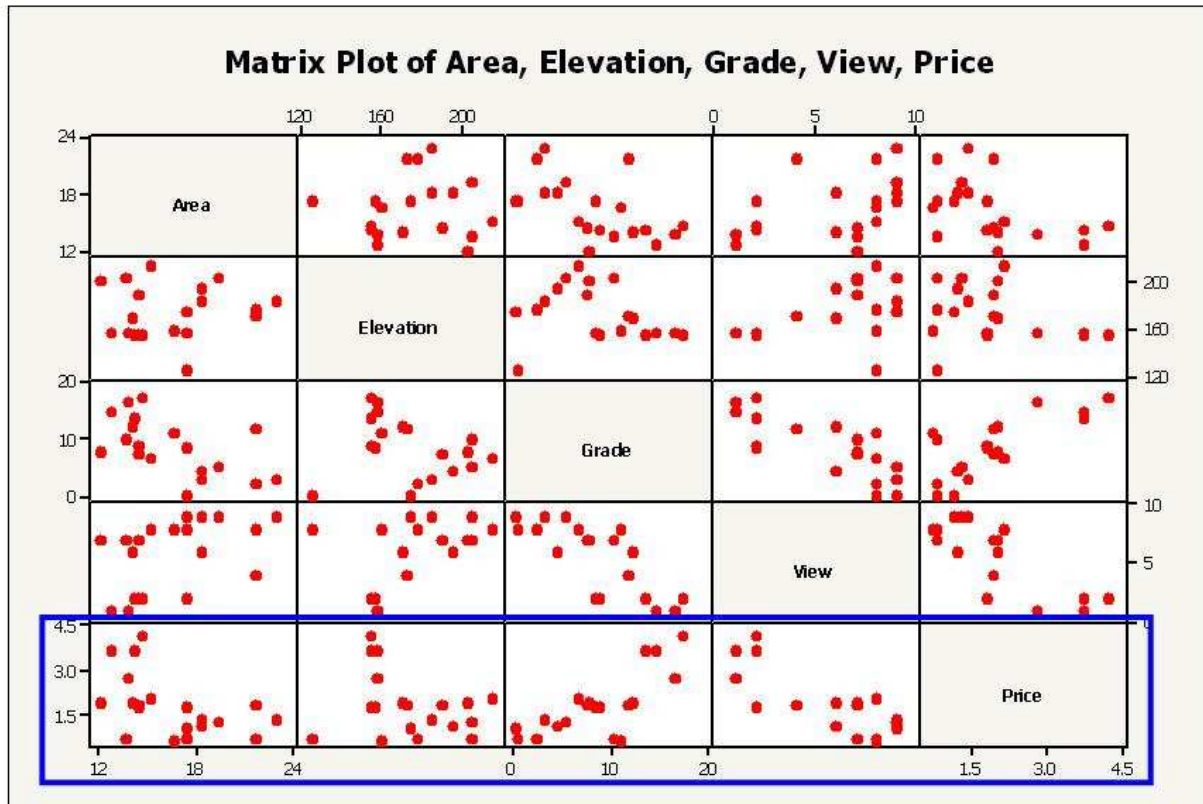 Matrix Plot of Area, Elevation, Grade, View, Price
120 160 200 0 5 10
24
18
12
Area
Elevation
200
160
120
20
10
0
Grade
View
10
5
0
4.5
3.0
1.5
Price
12 18 24 0 10 20 1.5 3.0 4.5